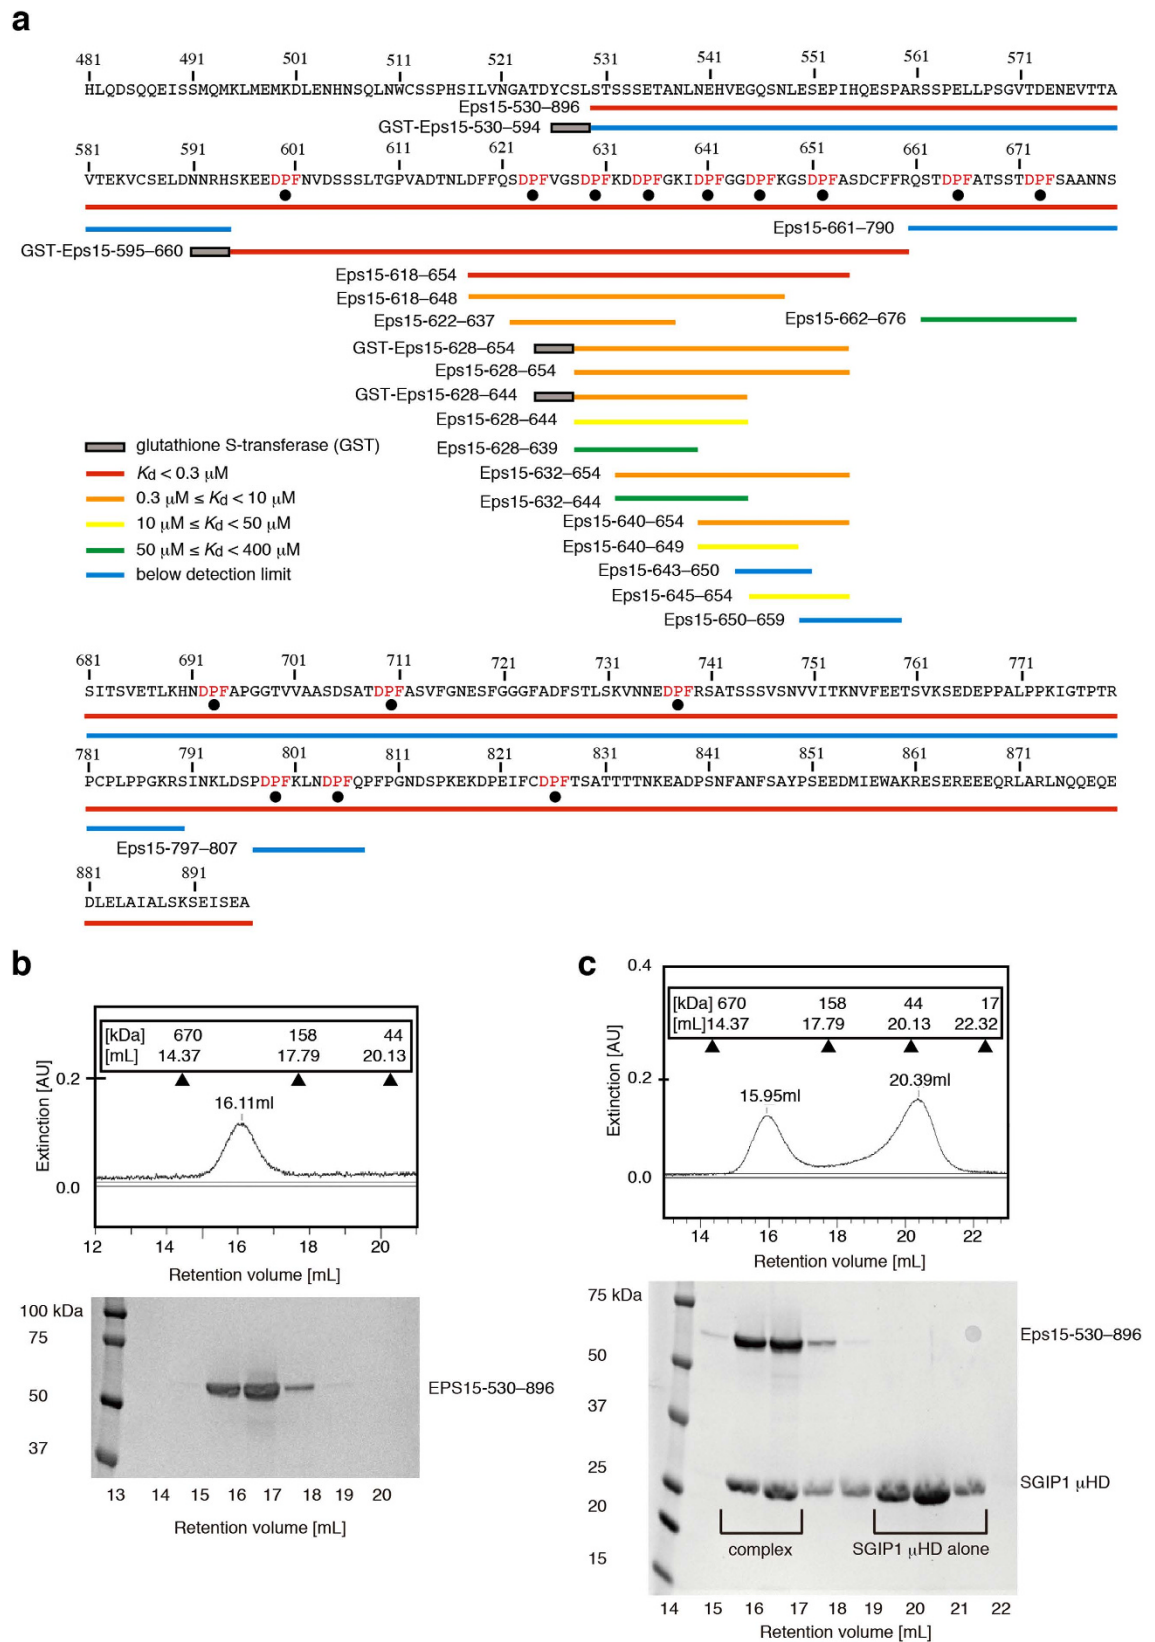 a
481 491 501 511 521 531 541 551 561 571
HLQDSQQEISSMQMKLMEMKDLENHNSQLNWCSSPHSILVNGATDYCSLSTSSSETANLNEHVEGQSNLESEPIHQESPARSSPELLPSGVTDENEVTTA
Eps15-530–896
GST-Eps15-530–594
581 591 601 611 621 631 641 651 661 671
VTEKVCSELDNNRHSKEEDPFNVDSSSLTGPVADTNLDFFQSDPFVGSDPFKDDPFGKIDPFGGDPFKGSDPFASDCFFRQSTDPFATSSTDPFSAANNS
Eps15-661–790
GST-Eps15-595–660
Eps15-618–654
Eps15-618–648
Eps15-622–637 Eps15-662–676
GST-Eps15-628–654
Eps15-628–654
GST-Eps15-628–644
Eps15-628–644
glutathione S-transferase (GST) Eps15-628–639
Kd < 0.3 μM Eps15-632–654
0.3 μM ≤ Kd < 10 μM Eps15-632–644
10 μM ≤ Kd < 50 μM Eps15-640–654
50 μM ≤ Kd < 400 μM Eps15-640–649
below detection limit Eps15-643–650
Eps15-645–654
Eps15-650–659
681 691 701 711 721 731 741 751 761 771
SITSVETLKHNDPFAPGGTVVAASDSATDPFASVFGNESFGGGFADFSTLSKVNNEDPFRSATSSSVSNVVITKNVFEETSVKSEDEPPALPPKIGTPTR
781 791 801 811 821 831 841 851 861 871
PCPLPPGKRSINKLDSPDPFKLNDPFQPFPGNDSPKEKDPEIFCDPFTSATTTTNKEADPSNFANFSAYPSEEDMIEWAKRESEREEEQRLARLNQQEQE
Eps15-797–807
881 891
DLELAIALSKSEISEA
b
[kDa] 670 158 44
[mL] 14.37 17.79 20.13
0.2
16.11ml
Extinction [AU]
0.0
12 14 16 18 20
Retention volume [mL]
100 kDa
75
50 EPS15-530–896
37
13 14 15 16 17 18 19 20
Retention volume [mL]
c
0.4
[kDa] 670 158 44 17
[mL] 14.37 17.79 20.13 22.32
0.2
15.95ml 20.39ml
Extinction [AU]
0.0
14 16 18 20 22
Retention volume [mL]
75 kDa
Eps15-530–896
50
37
25
SGIP1 μHD
20
complex SGIP1 μHD alone
15
14 15 16 17 18 19 20 21 22
Retention volume [mL]